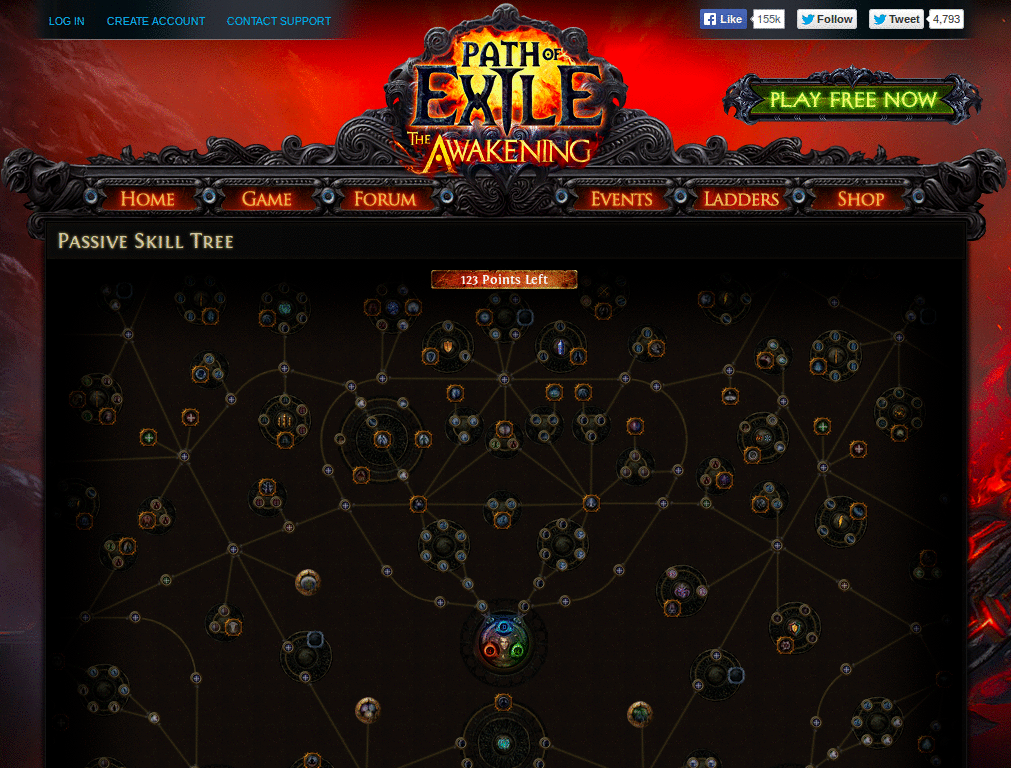 LOG IN CREATE ACCOUNT CONTACT SUPPORT
Like 155k Follow Tweet 4,793
PATH OF
EXILE
THE AWAKENING
PLAY FREE NOW
HOME GAME FORUM EVENTS LADDERS SHOP
PASSIVE SKILL TREE
123 Points Left